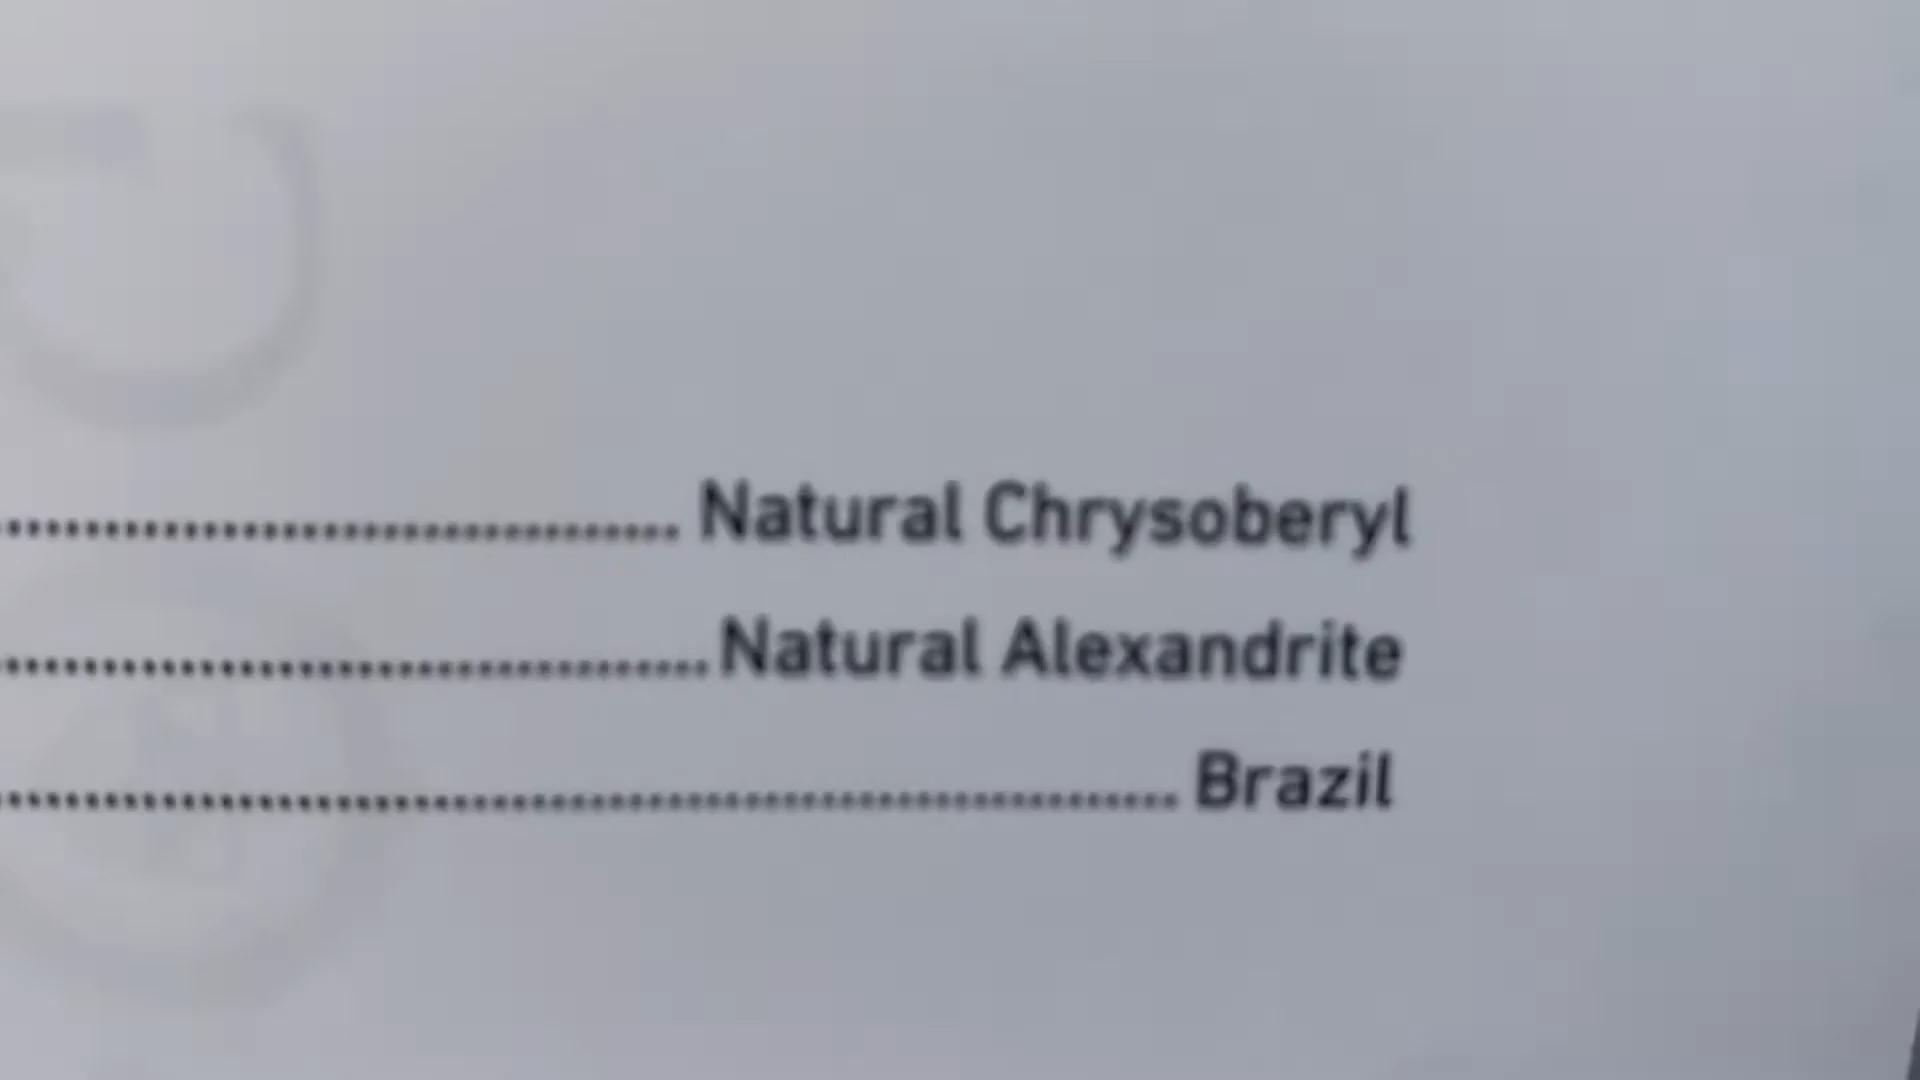 ........................................ Natural Chrysoberyl
........................................ Natural Alexandrite
................................................................ Brazil